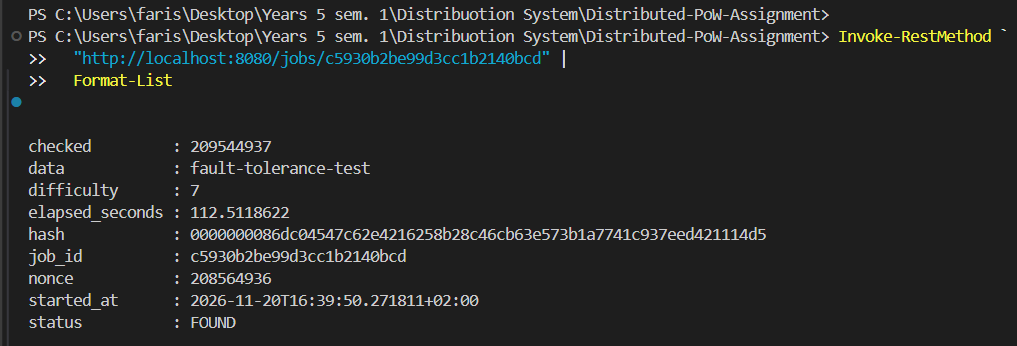 PS C:\Users\faris\Desktop\Years 5 sem. 1\Distribuotion System\Distributed-PoW-Assignment>
PS C:\Users\faris\Desktop\Years 5 sem. 1\Distribuotion System\Distributed-PoW-Assignment> Invoke-RestMethod `
>>   "http://localhost:8080/jobs/c5930b2be99d3cc1b2140bcd" |
>>   Format-List
checked         : 209544937
data            : fault-tolerance-test
difficulty      : 7
elapsed_seconds : 112.5118622
hash            : 0000000086dc04547c62e4216258b28c46cb63e573b1a7741c937eed421114d5
job_id          : c5930b2be99d3cc1b2140bcd
nonce           : 208564936
started_at      : 2026-11-20T16:39:50.271811+02:00
status          : FOUND